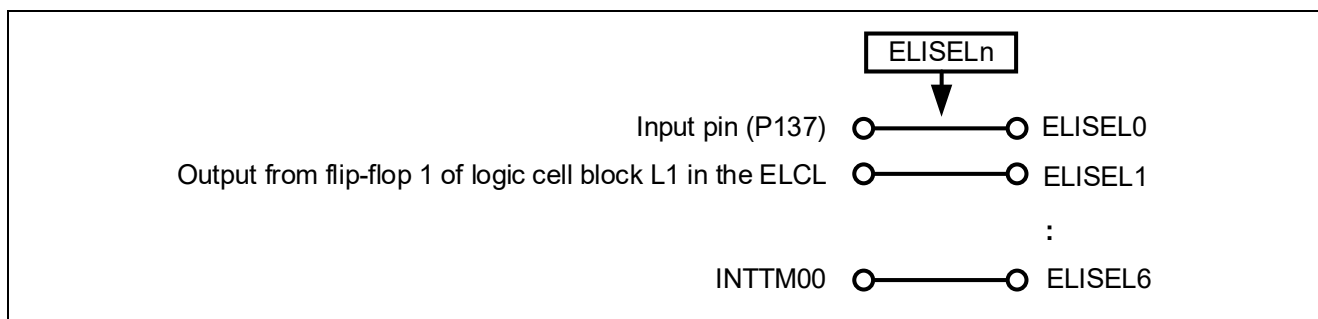 ELISELn
Input pin (P137) ELISEL0
Output from flip-flop 1 of logic cell block L1 in the ELCL ELISEL1
:
INTTM00 ELISEL6